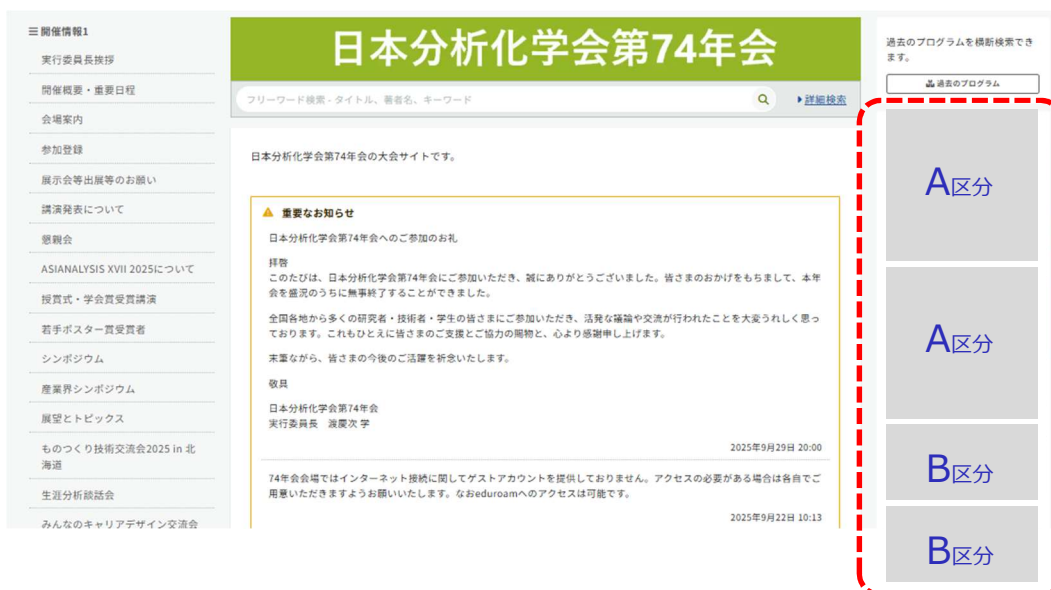 開催情報1
実行委員長挨拶
開催概要・重要日程
会場案内
参加登録
展示会等出展等のお願い
講演発表について
懇親会
ASIANALYSIS XVII 2025について
授賞式・学会賞受賞講演
若手ポスター賞受賞者
シンポジウム
産業界シンポジウム
展望とトピックス
ものつくり技術交流会2025 in 北
海道
生涯分析談話会
みんなのキャリアデザイン交流会
日本分析化学会第74年会
フリーワード検索 - タイトル、著者名、キーワード
詳細検索
日本分析化学会第74年会の大会サイトです。
重要なお知らせ
日本分析化学会第74年会へのご参加のお礼
拝啓
このたびは、日本分析化学会第74年会にご参加いただき、誠にありがとうございました。皆さまのおかげをもちまして、本年
会を盛況のうちに無事終了することができました。
全国各地から多くの研究者・技術者・学生の皆さまにご参加いただき、活発な議論や交流が行われたことを大変うれしく思っ
ております。これもひとえに皆さまのご支援とご協力の賜物と、心より感謝申し上げます。
末筆ながら、皆さまの今後のご活躍を祈念いたします。
敬具
日本分析化学会第74年会
実行委員長 渡慶次 学
2025年9月29日 20:00
74年会会場ではインターネット接続に関してゲストアカウントを提供しておりません。アクセスの必要がある場合は各自でご
用意いただきますようお願いいたします。なおeduroamへのアクセスは可能です。
2025年9月22日 10:13
過去のプログラムを横断検索でき
ます。
過去のプログラム
A区分
A区分
B区分
B区分